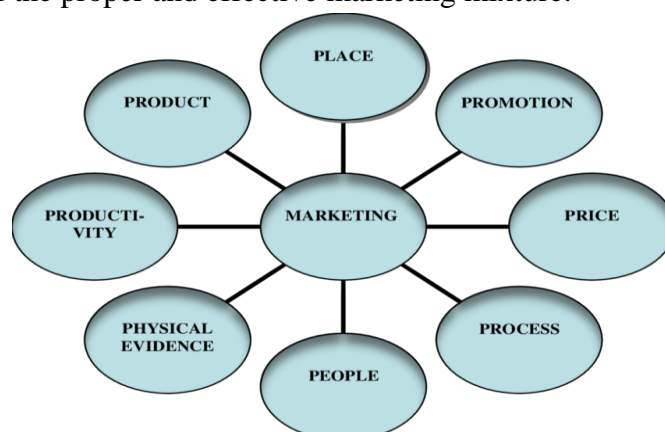 the proper and effective marketing mixture.
PLACE
PRODUCT
PROMOTION
PRODUCTI-
VITY
MARKETING
PRICE
PHYSICAL
EVIDENCE
PROCESS
PEOPLE